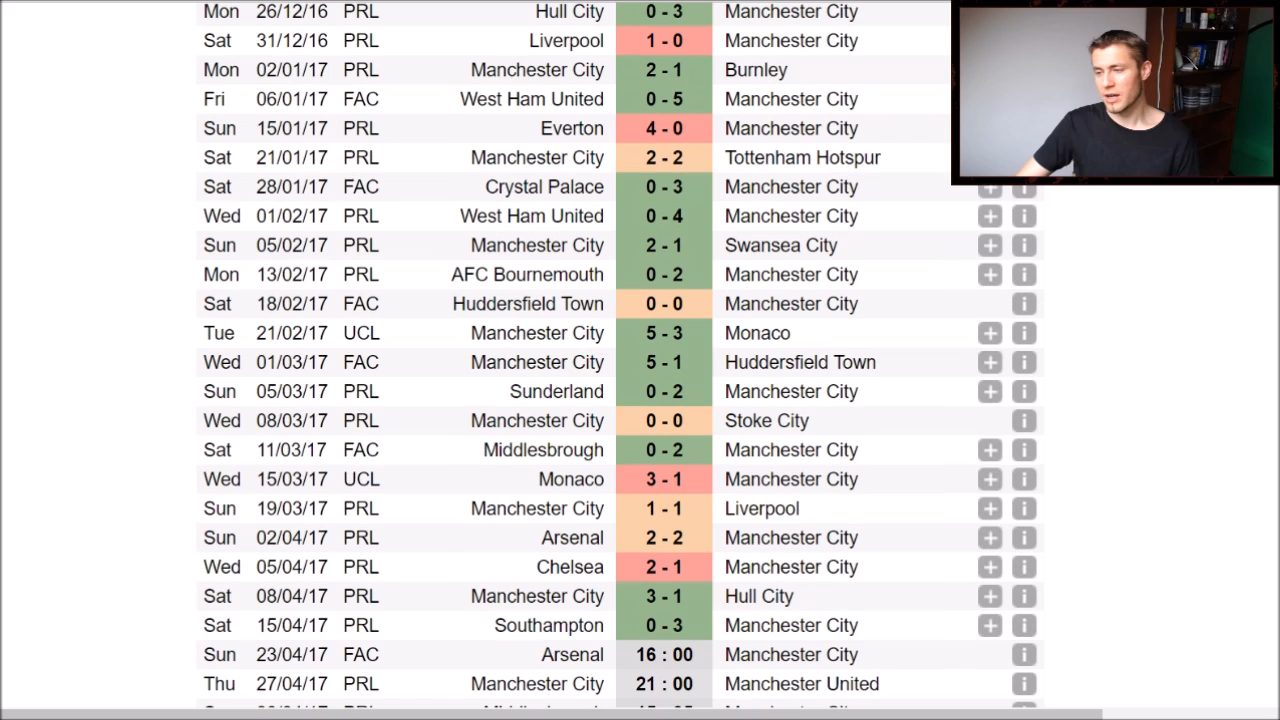 Mon 26/12/16 PRL Hull City 0 - 3 Manchester City
Sat 31/12/16 PRL Liverpool 1 - 0 Manchester City
Mon 02/01/17 PRL Manchester City 2 - 1 Burnley
Fri 06/01/17 FAC West Ham United 0 - 5 Manchester City
Sun 15/01/17 PRL Everton 4 - 0 Manchester City
Sat 21/01/17 PRL Manchester City 2 - 2 Tottenham Hotspur
Sat 28/01/17 FAC Crystal Palace 0 - 3 Manchester City + i
Wed 01/02/17 PRL West Ham United 0 - 4 Manchester City + i
Sun 05/02/17 PRL Manchester City 2 - 1 Swansea City + i
Mon 13/02/17 PRL AFC Bournemouth 0 - 2 Manchester City + i
Sat 18/02/17 FAC Huddersfield Town 0 - 0 Manchester City i
Tue 21/02/17 UCL Manchester City 5 - 3 Monaco + i
Wed 01/03/17 FAC Manchester City 5 - 1 Huddersfield Town + i
Sun 05/03/17 PRL Sunderland 0 - 2 Manchester City + i
Wed 08/03/17 PRL Manchester City 0 - 0 Stoke City i
Sat 11/03/17 FAC Middlesbrough 0 - 2 Manchester City + i
Wed 15/03/17 UCL Monaco 3 - 1 Manchester City + i
Sun 19/03/17 PRL Manchester City 1 - 1 Liverpool + i
Sun 02/04/17 PRL Arsenal 2 - 2 Manchester City + i
Wed 05/04/17 PRL Chelsea 2 - 1 Manchester City + i
Sat 08/04/17 PRL Manchester City 3 - 1 Hull City + i
Sat 15/04/17 PRL Southampton 0 - 3 Manchester City + i
Sun 23/04/17 FAC Arsenal 16 : 00 Manchester City i
Thu 27/04/17 PRL Manchester City 21 : 00 Manchester United i